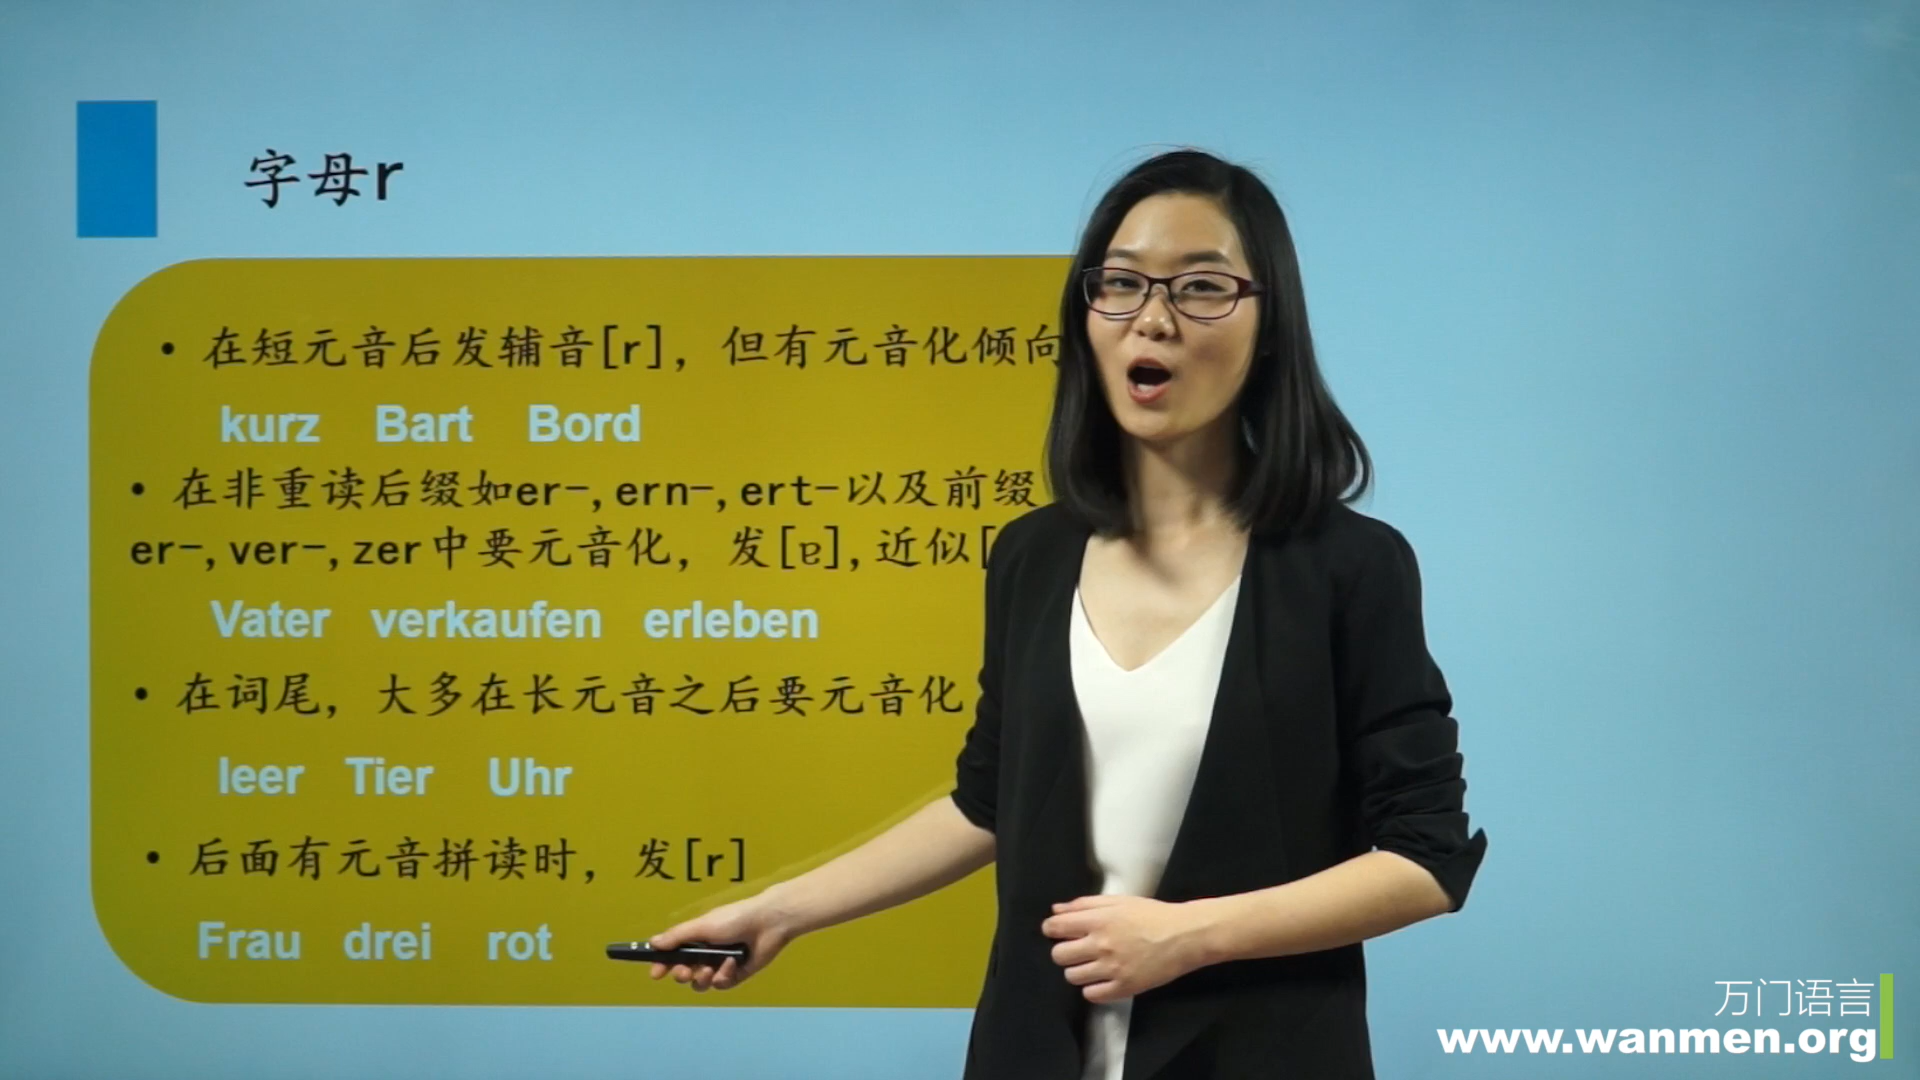 字母r
• 在短元音后发辅音[r]，但有元音化倾向
kurz Bart Bord
• 在非重读后缀如er-,ern-,ert-以及前缀
er-,ver-,zer中要元音化，发[ɐ],近似[
Vater verkaufen erleben
• 在词尾，大多在长元音之后要元音化
leer Tier Uhr
• 后面有元音拼读时，发[r]
Frau drei rot
万门语言
www.wanmen.org